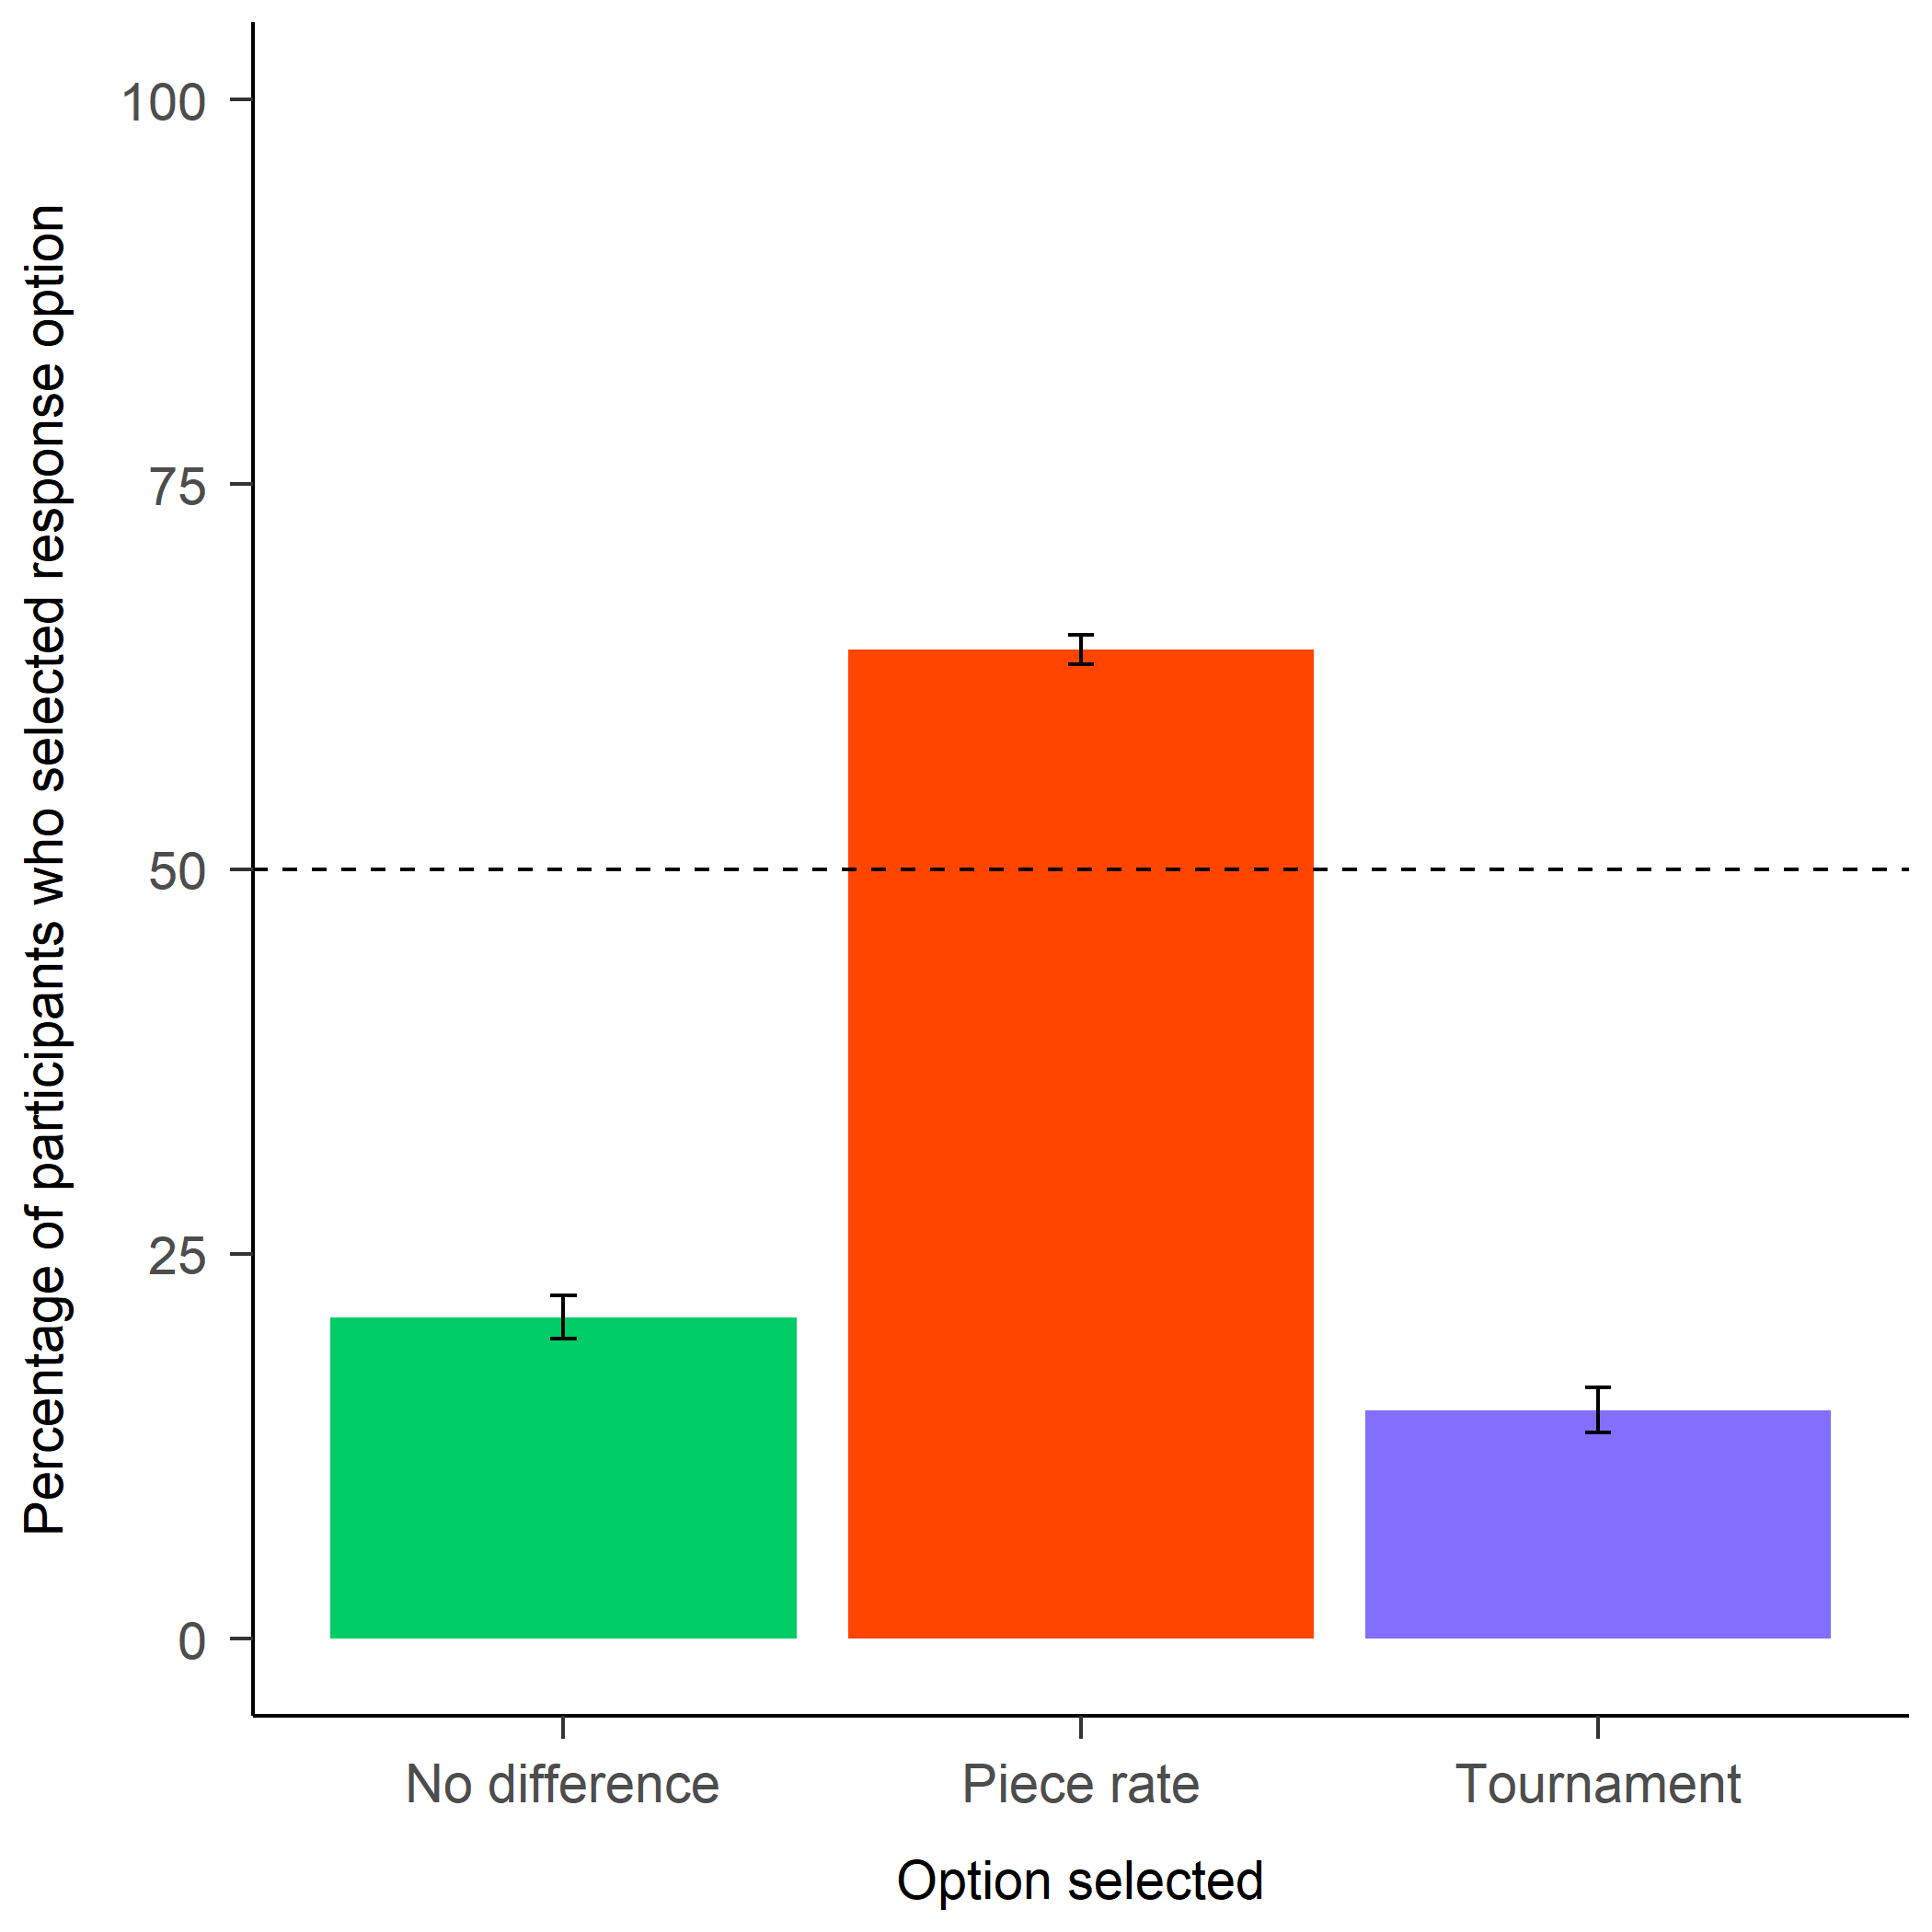 Percentage of participants who selected response option
100
75
50
25
0
No difference
Piece rate
Tournament
Option selected